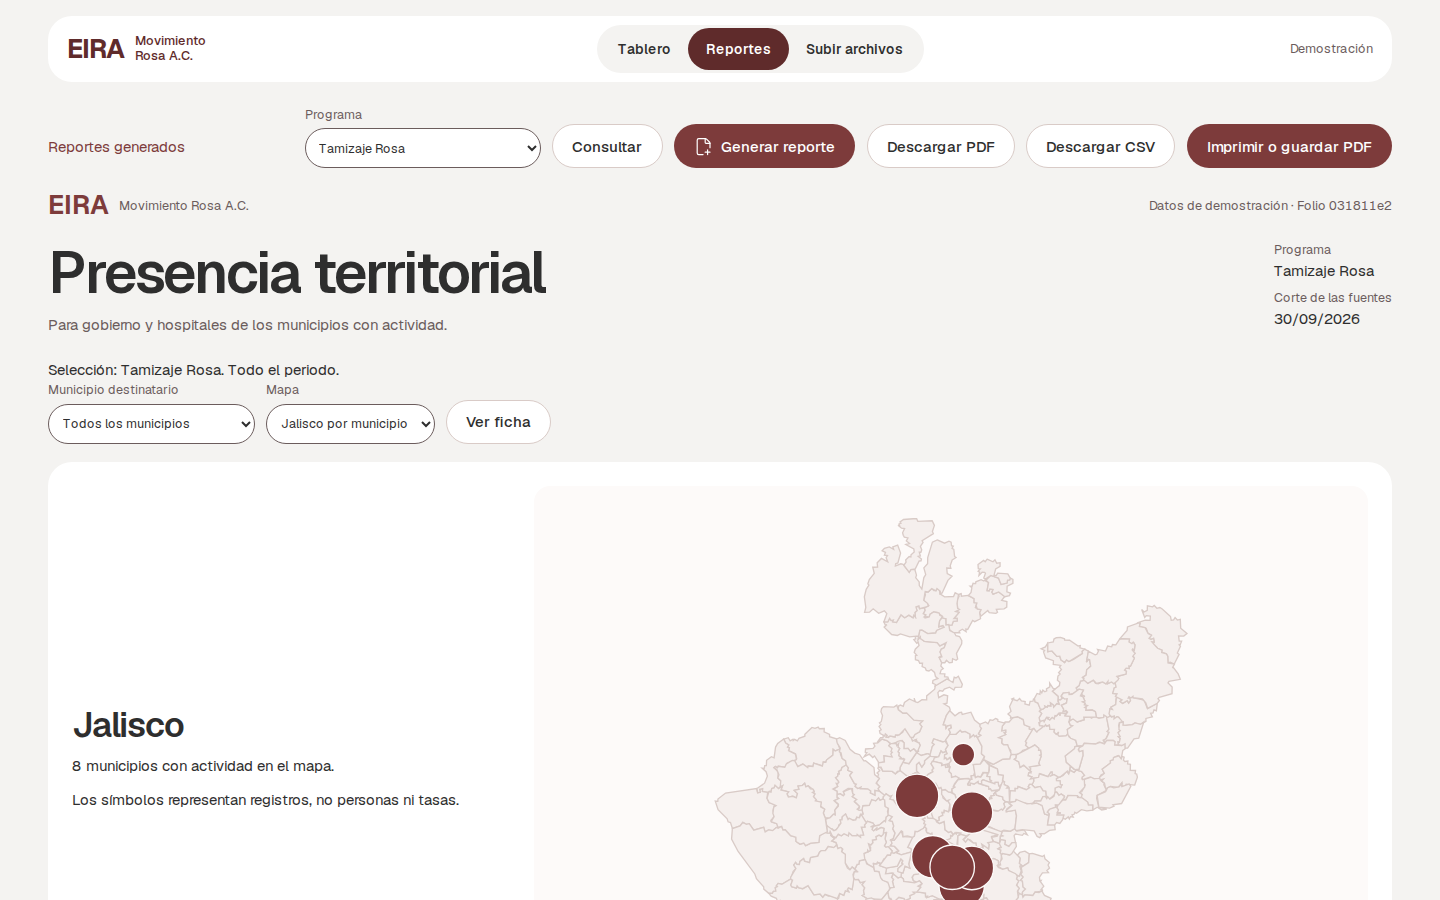 EIRA
Movimiento
Rosa A.C.
Tablero
Reportes
Subir archivos
Demostración
Programa
Reportes generados
Tamizaje Rosa
Consultar
Generar reporte
Descargar PDF
Descargar CSV
Imprimir o guardar PDF
EIRA
Movimiento Rosa A.C.
Datos de demostración · Folio 031811e2
Presencia territorial
Para gobierno y hospitales de los municipios con actividad.
Programa
Tamizaje Rosa
Corte de las fuentes
30/09/2026
Selección: Tamizaje Rosa. Todo el periodo.
Municipio destinatario
Mapa
Todos los municipios
Jalisco por municipio
Ver ficha
Jalisco
8 municipios con actividad en el mapa.
Los símbolos representan registros, no personas ni tasas.